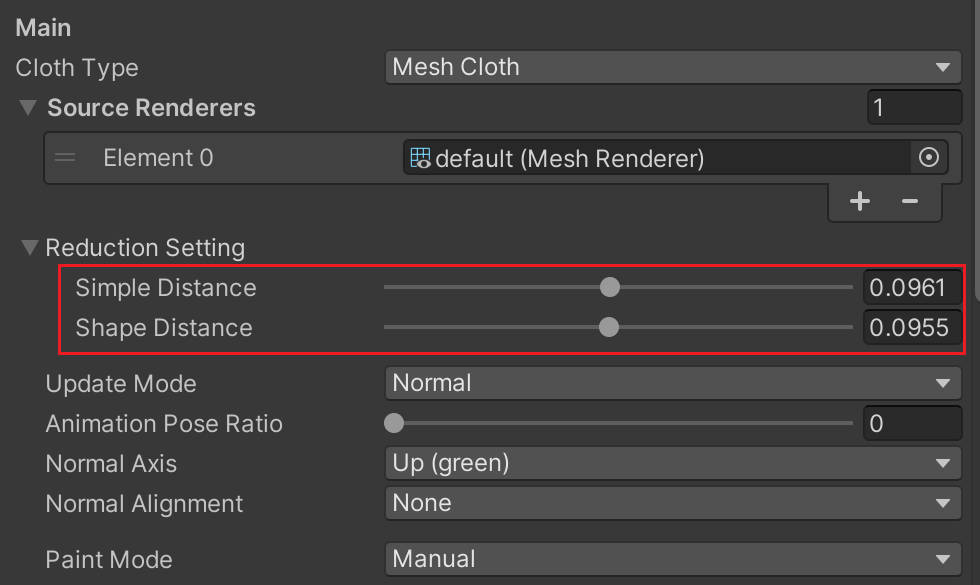 Main
Cloth Type Mesh Cloth
Source Renderers 1
Element 0 default (Mesh Renderer)
+ −
Reduction Setting
Simple Distance 0.0961
Shape Distance 0.0955
Update Mode Normal
Animation Pose Ratio 0
Normal Axis Up (green)
Normal Alignment None
Paint Mode Manual